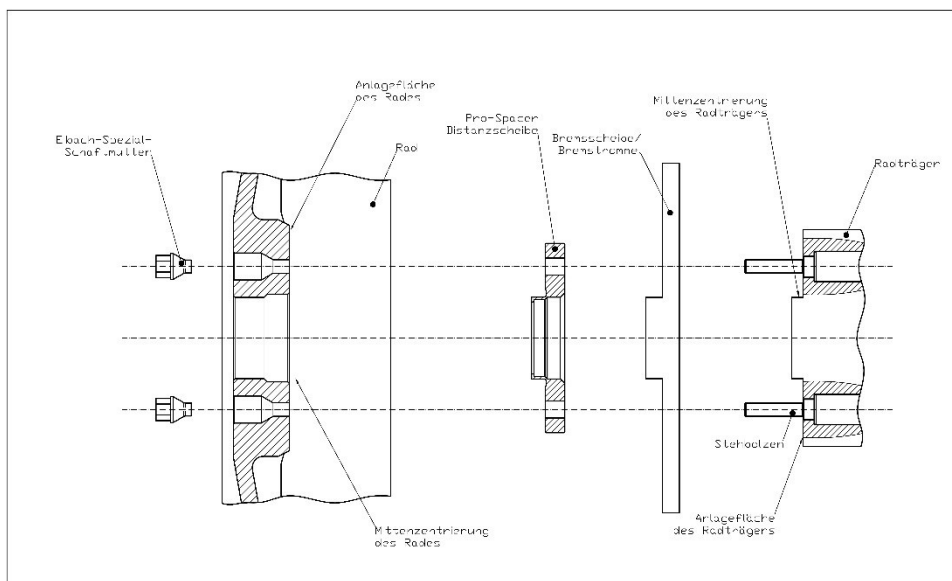 Anlagefläche
des Rades
Eibach-Spezial-
Schaftmutter
Rad
Pro-Spacer
Distanzscheibe
Bremsscheibe/
Bremstrommel
Mittenzentrierung
des Radträgers
Radträger
Stehbolzen
Mittenzentrierung
des Rades
Anlagefläche
des Radträgers